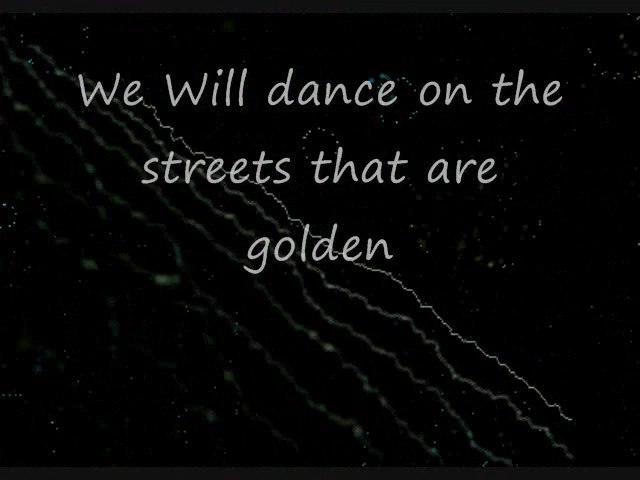 We Will dance on the
streets that are
golden